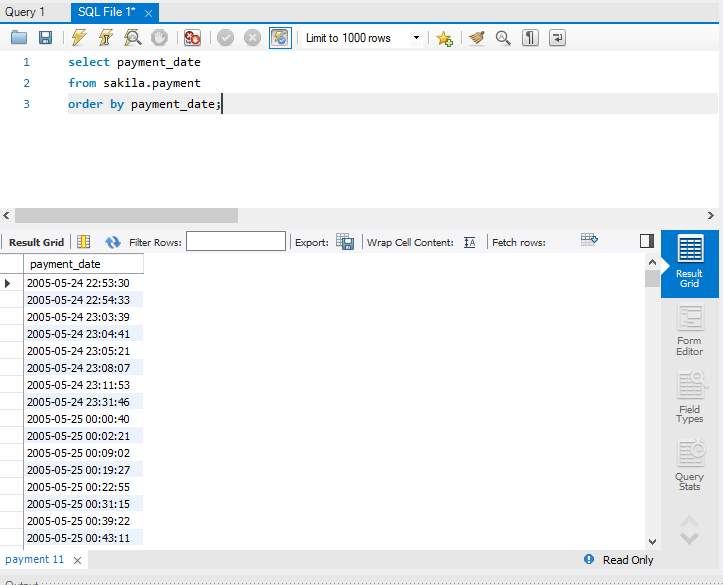 Query 1 SQL File 1*
Limit to 1000 rows
1 select payment_date
2 from sakila.payment
3 order by payment_date;
Result Grid Filter Rows: Export: Wrap Cell Content: Fetch rows:
payment_date
2005-05-24 22:53:30
2005-05-24 22:54:33
2005-05-24 23:03:39
2005-05-24 23:04:41
2005-05-24 23:05:21
2005-05-24 23:08:07
2005-05-24 23:11:53
2005-05-24 23:31:46
2005-05-25 00:00:40
2005-05-25 00:02:21
2005-05-25 00:09:02
2005-05-25 00:19:27
2005-05-25 00:22:55
2005-05-25 00:31:15
2005-05-25 00:39:22
2005-05-25 00:43:11
Result
Grid
Form
Editor
Field
Types
Query
Stats
payment 11 Read Only